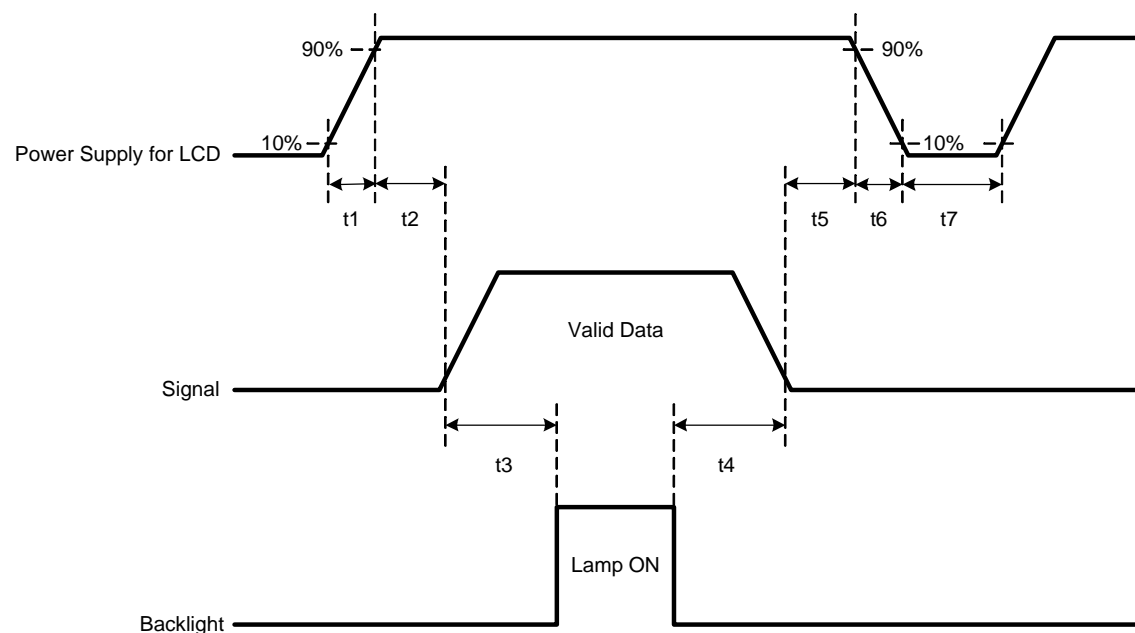 90%
90%
10%
10%
Power Supply for LCD
t1
t2
t5
t6
t7
Valid Data
Signal
t3
t4
Lamp ON
Backlight